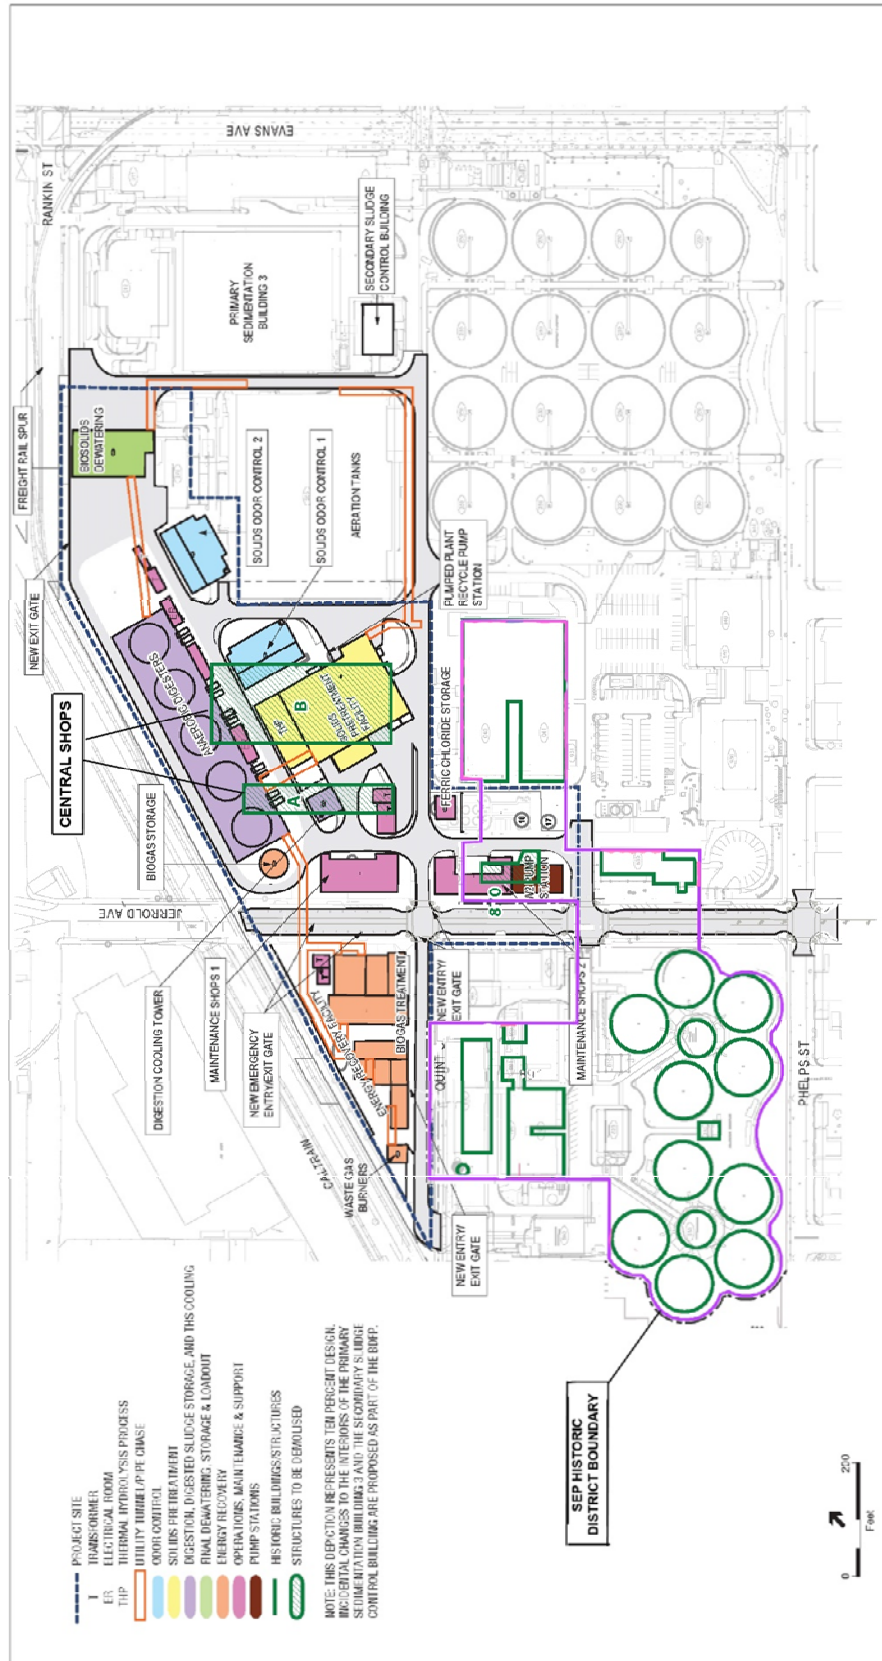 EVANS AVE
RANKIN ST
FREIGHT RAIL SPUR
NEW EXIT GATE
BIOSOLIDS
DEWATERING
PRIMARY
SEDIMENTATION
BUILDING 3
SECONDARY SLUDGE
CONTROL BUILDING
SOLIDS ODOR CONTROL 2
SOLIDS ODOR CONTROL 1
AERATION TANKS
PUMPED PLANT
RECYCLE PUMP
STATION
CENTRAL SHOPS
ANAEROBIC DIGESTERS
THP
SOLIDS
PRETREATMENT
FACILITY
B
A
FERRIC CHLORIDE STORAGE
BIOGAS STORAGE
16
17
810
A/2 PUMP
STATION
JERROLD AVE
DIGESTION COOLING TOWER
MAINTENANCE SHOPS 1
NEW EMERGENCY
ENTRY/EXIT GATE
ENERGY RECOVERY FACILITY
BIOGAS TREATMENT
NEW ENTRY/
EXIT GATE
QUINT
MAINTENANCE SHOPS 2
CALTRAIN
WASTE GAS
BURNERS
NEW ENTRY/
EXIT GATE
PHELPS ST
SEP HISTORIC
DISTRICT BOUNDARY
PROJECT SITE
T TRANSFORMER
ER ELECTRICAL ROOM
THP THERMAL HYDROLYSIS PROCESS
UTILITY TUNNEL/PIPE CHASE
ODOR CONTROL
SOLIDS PRETREATMENT
DIGESTION, DIGESTED SLUDGE STORAGE, AND THS COOLING
FINAL DEWATERING, STORAGE & LOADOUT
ENERGY RECOVERY
OPERATIONS, MAINTENANCE & SUPPORT
PUMP STATIONS
HISTORIC BUILDINGS/STRUCTURES
STRUCTURES TO BE DEMOLISED
NOTE: THIS DEPICTION REPRESENTS TEN PERCENT DESIGN.
INCIDENTAL CHANGES TO THE INTERIORS OF THE PRIMARY
SEDIMENTATION BUILDING 3 AND THE SECONDARY SLUDGE
CONTROL BUILDING ARE PROPOSED AS PART OF THE BDFP.
0 250
Feet